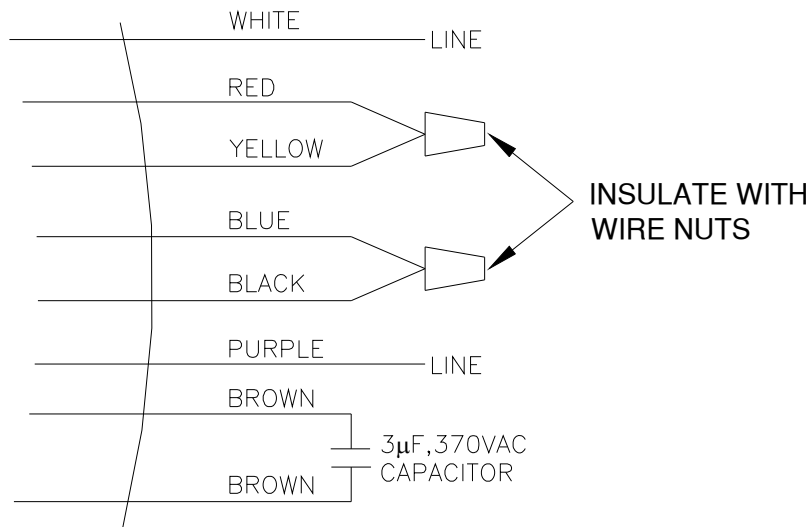 WHITE
LINE
RED
YELLOW
INSULATE WITH
WIRE NUTS
BLUE
BLACK
PURPLE
LINE
BROWN
3µF,370VAC
CAPACITOR
BROWN